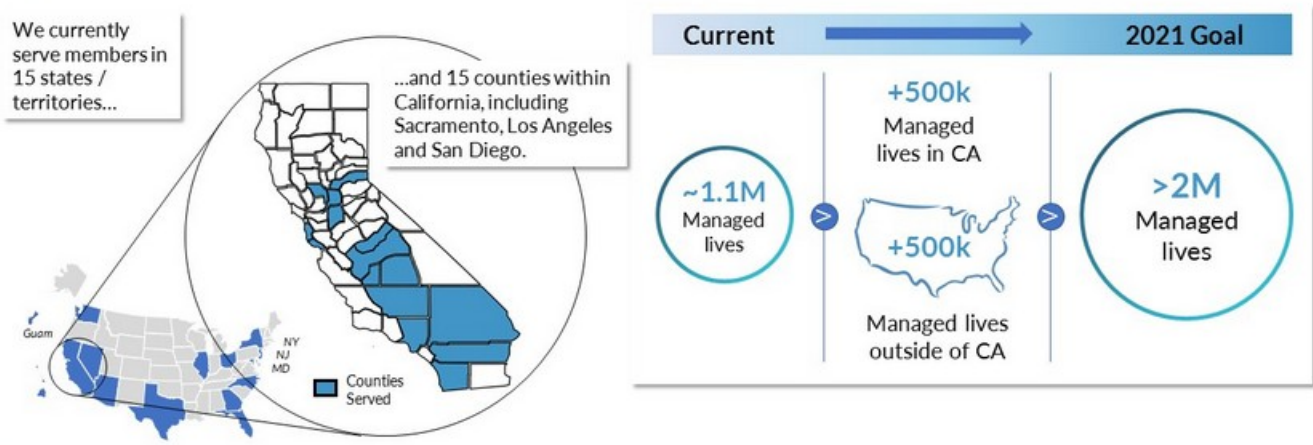 We currently
serve members in
15 states /
territories...
...and 15 counties within
California, including
Sacramento, Los Angeles
and San Diego.
Guam
NY
NJ
MD
Counties
Served
Current
2021 Goal
~1.1M
Managed
lives
>
+500k
Managed
lives in CA
+500k
Managed lives
outside of CA
>
>2M
Managed
lives